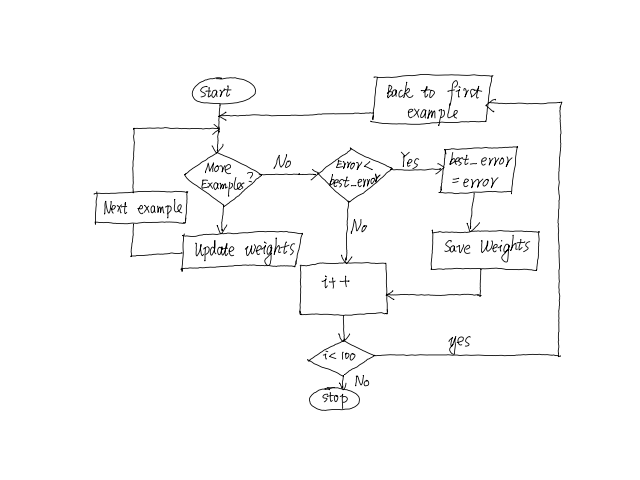 Start
Back to first
example
More
Examples?
No
Error <
best_error
Yes
best_error
= error
Next example
Update weights
No
Save Weights
i++
i < 100
yes
No
stop